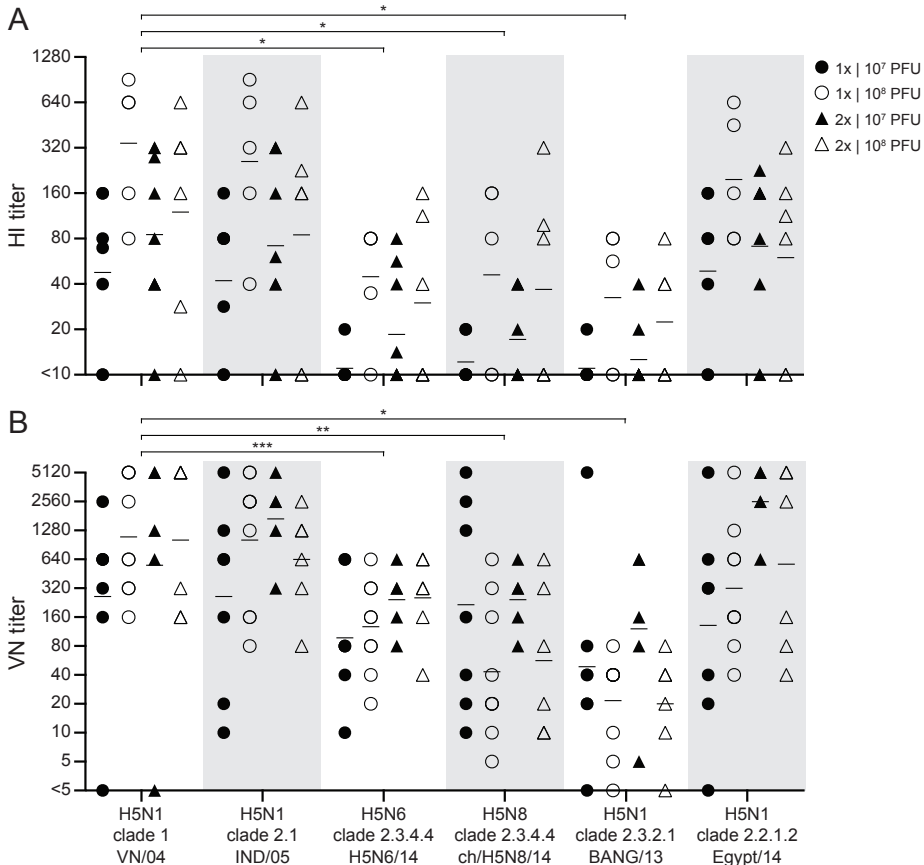 A
*
*
*
1280
640
320
160
80
40
20
<10
HI titer
1x | 10⁷ PFU
1x | 10⁸ PFU
2x | 10⁷ PFU
2x | 10⁸ PFU
B
*
**
***
5120
2560
1280
640
320
160
80
40
20
10
5
<5
VN titer
H5N1 H5N1 H5N6 H5N8 H5N1 H5N1
clade 1 clade 2.1 clade 2.3.4.4 clade 2.3.4.4 clade 2.3.2.1 clade 2.2.1.2
VN/04 IND/05 H5N6/14 ch/H5N8/14 BANG/13 Egypt/14